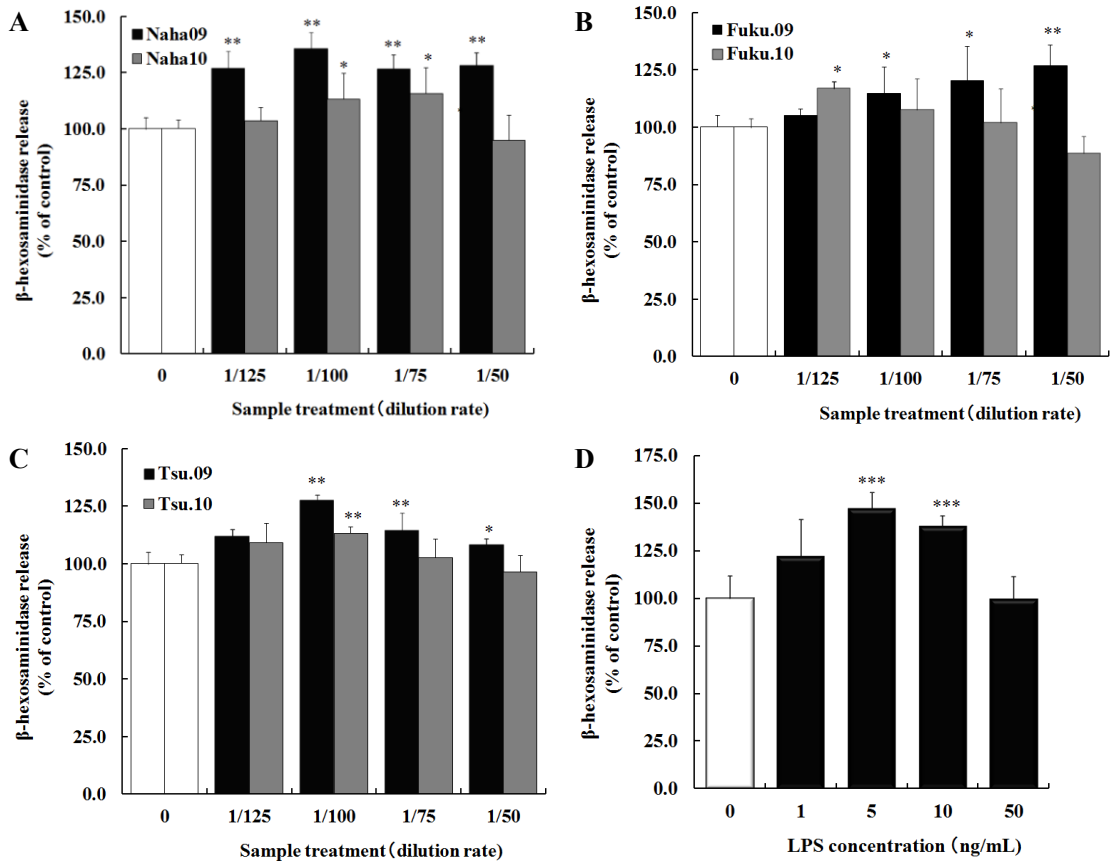 A
β-hexosaminidase release
(% of control)
150.0
125.0
100.0
75.0
50.0
25.0
0.0
Naha09
Naha10
**
**
*
**
*
**
0
1/125
1/100
1/75
1/50
Sample treatment(dilution rate)
B
β-hexosaminidase release
(% of control)
150.0
125.0
100.0
75.0
50.0
25.0
0.0
Fuku.09
Fuku.10
*
*
*
**
0
1/125
1/100
1/75
1/50
Sample treatment(dilution rate)
C
β-hexosaminidase release
(% of control)
150.0
125.0
100.0
75.0
50.0
25.0
0.0
Tsu.09
Tsu.10
**
**
**
*
0
1/125
1/100
1/75
1/50
Sample treatment(dilution rate)
D
β-hexosaminidase release
(% of control)
175.0
150.0
125.0
100.0
75.0
50.0
25.0
0.0
***
***
0
1
5
10
50
LPS concentration (ng/mL)